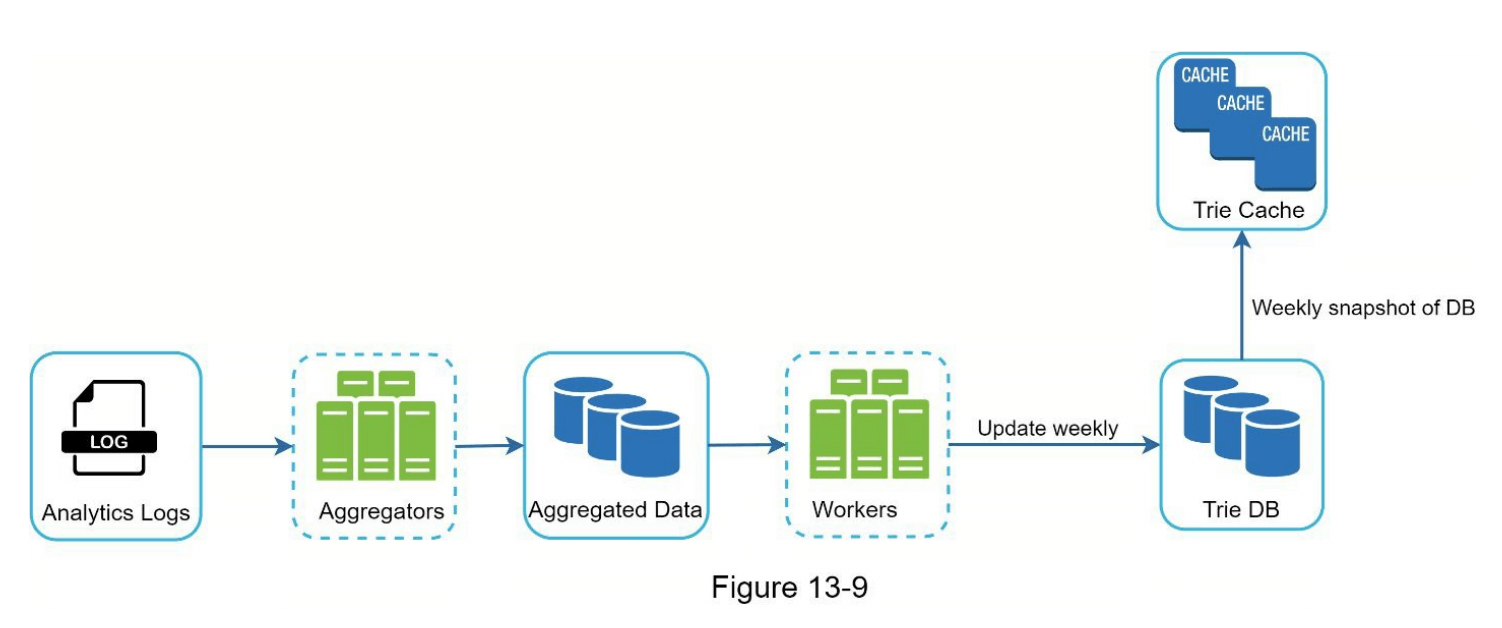 CACHE
CACHE
CACHE
Trie Cache
Weekly snapshot of DB
LOG
Analytics Logs
Aggregators
Aggregated Data
Workers
Update weekly
Trie DB
Figure 13-9